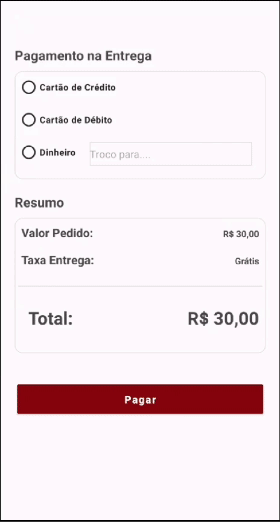 Pagamento na Entrega
Cartão de Crédito
Cartão de Débito
Dinheiro Troco para....
Resumo
Valor Pedido: R$ 30,00
Taxa Entrega: Grátis
Total: R$ 30,00
Pagar